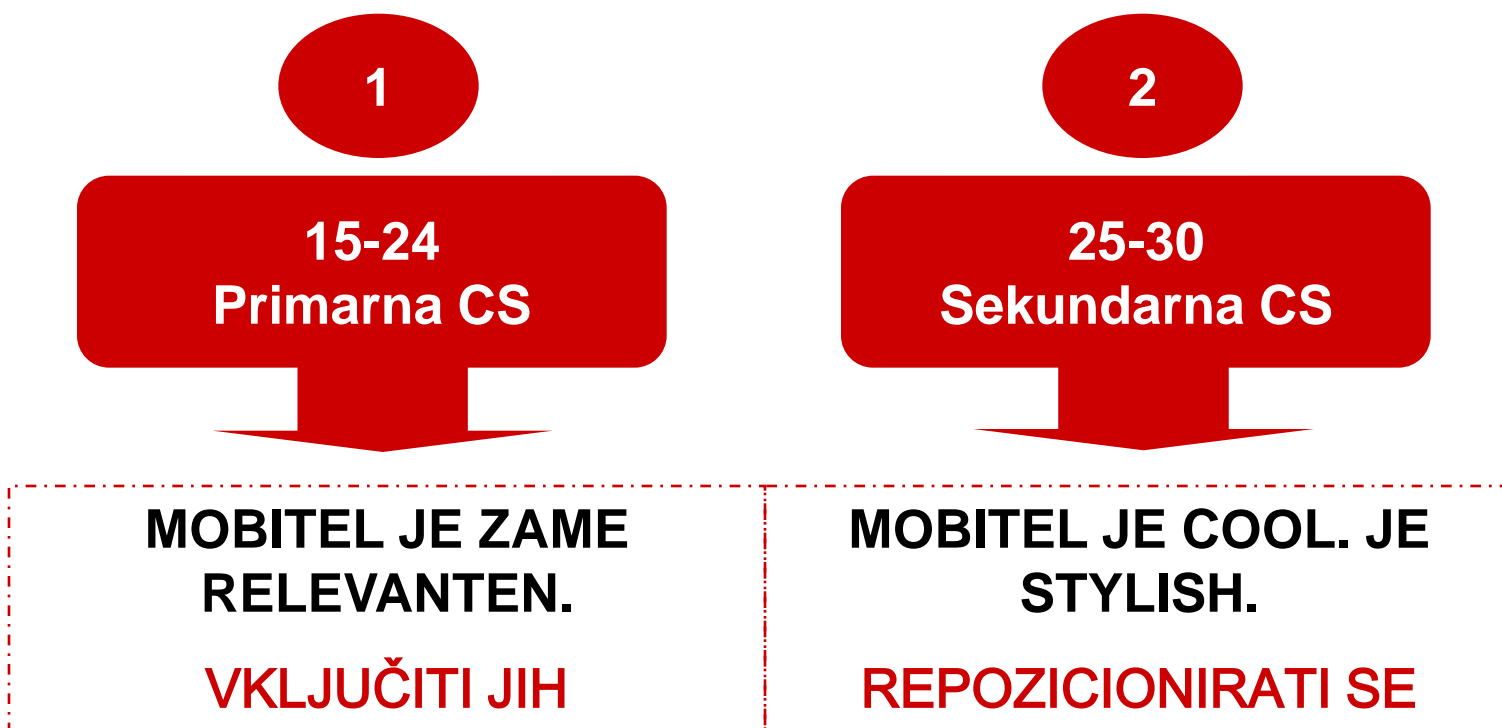 1
15-24
Primarna CS
MOBITEL JE ZAME
RELEVANTEN.
VKLJUČITI JIH
2
25-30
Sekundarna CS
MOBITEL JE COOL. JE
STYLISH.
REPOZICIONIRATI SE